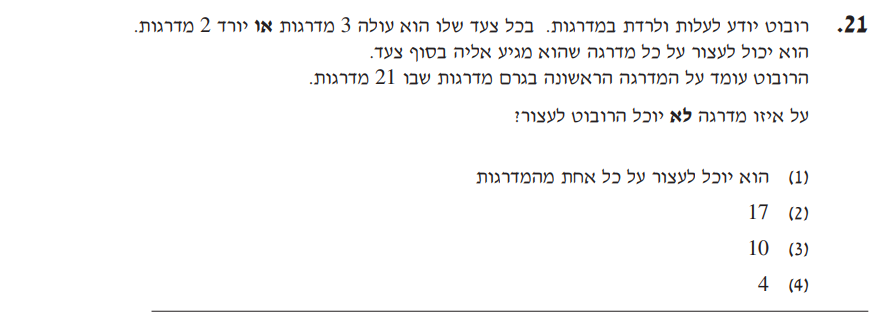 21. רובוט יודע לעלות ולרדת במדרגות. בכל צעד שלו הוא עולה 3 מדרגות או יורד 2 מדרגות.
הוא יכול לעצור על כל מדרגה שהוא מגיע אליה בסוף צעד.
הרובוט עומד על המדרגה הראשונה בגרם מדרגות שבו 21 מדרגות.
על איזו מדרגה לא יוכל הרובוט לעצור?
(1) הוא יוכל לעצור על כל אחת מהמדרגות
(2) 17
(3) 10
(4) 4